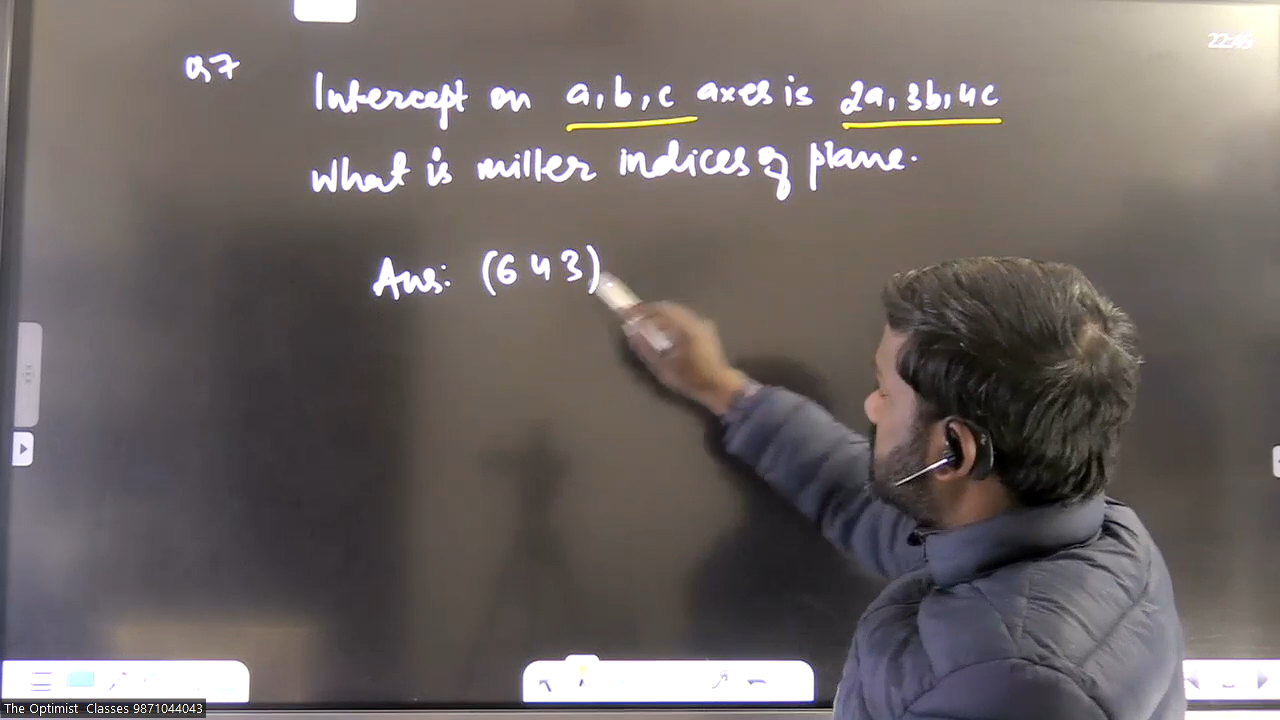 22:45
Q7
Intercept on a, b, c axes is 2a, 3b, 4c
What is miller indices of plane.
Ans: (6 4 3)
The Optimist Classes 9871044043